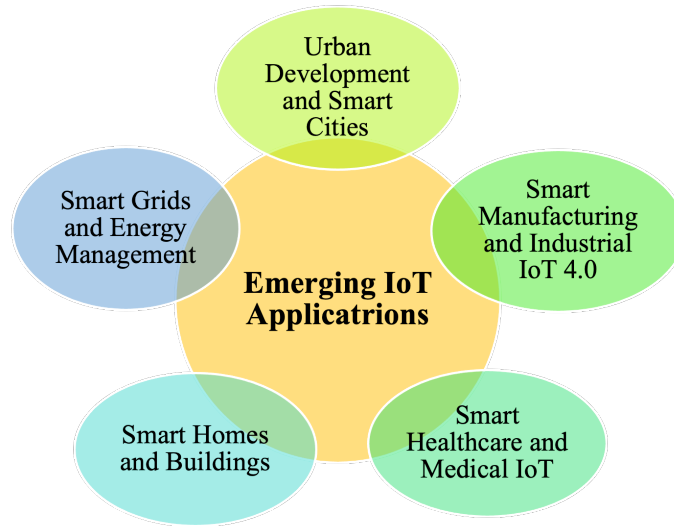 Urban
Development
and Smart
Cities
Smart Grids
and Energy
Management
Smart
Manufacturing
and Industrial
IoT 4.0
Emerging IoT
Applicatrions
Smart Homes
and Buildings
Smart
Healthcare and
Medical IoT